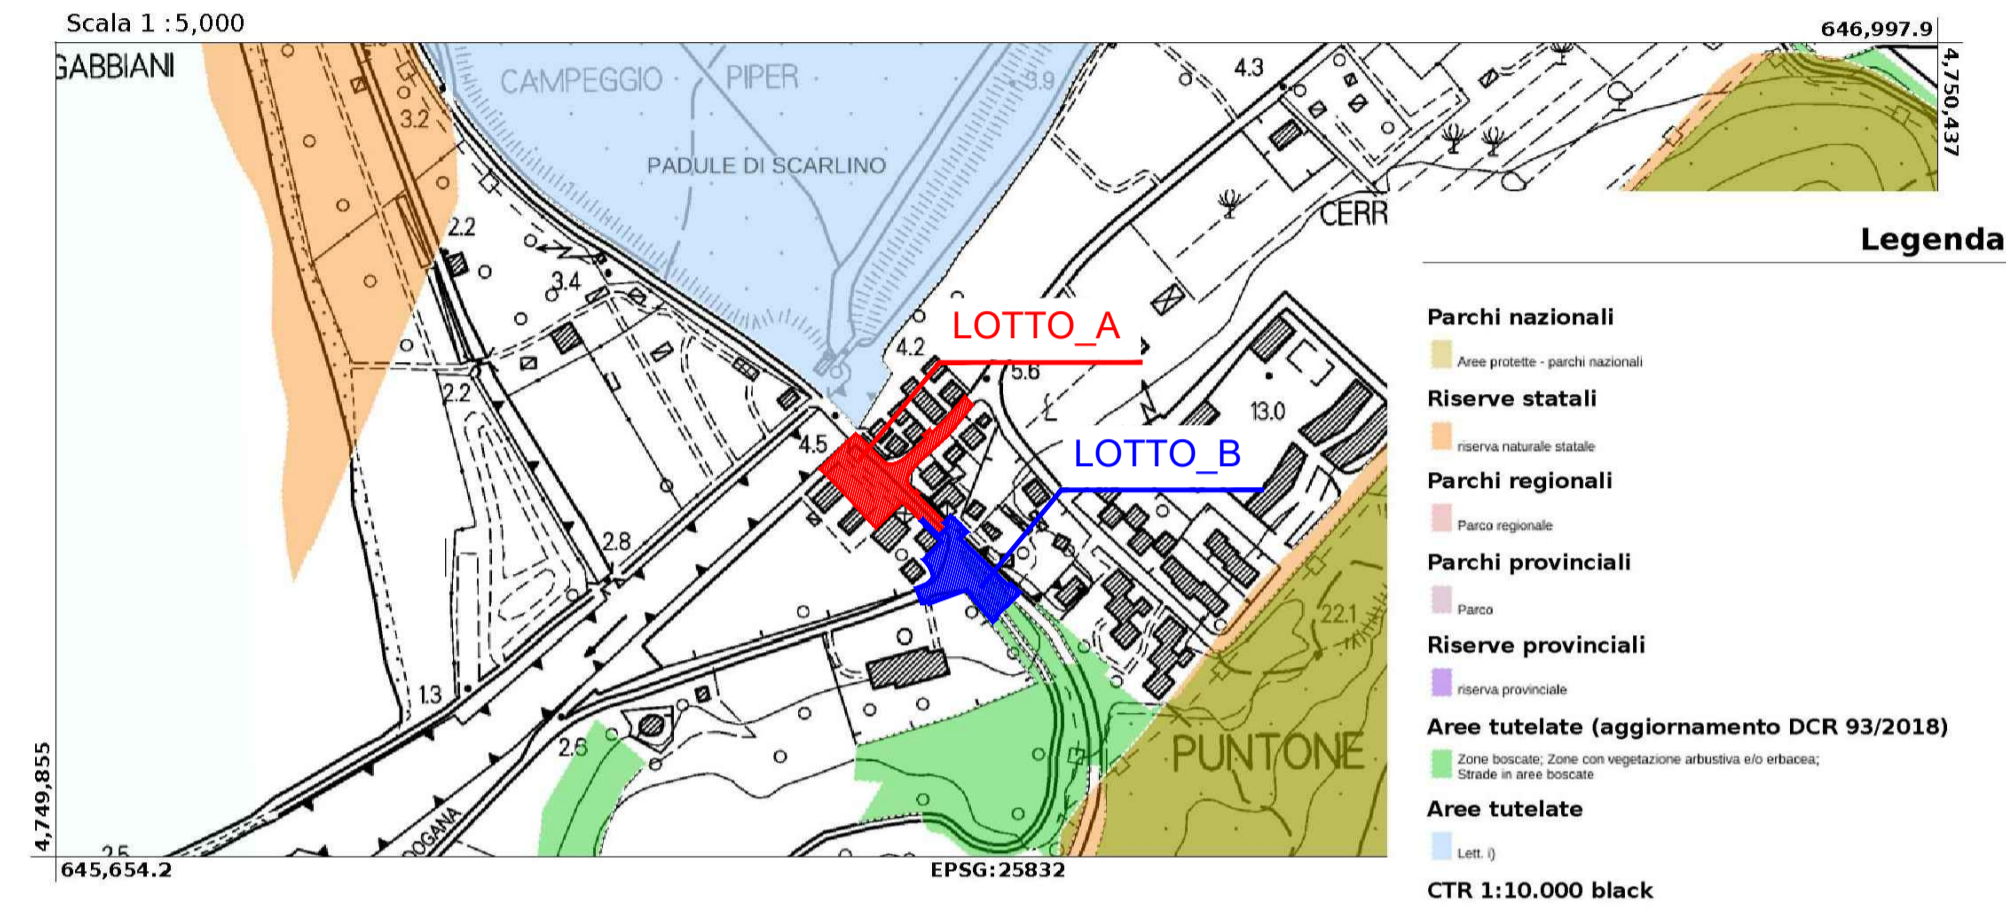 Scala 1 :5,000
646,997.9
4,750,437
GABBIANI
CAMPEGGIO PIPER
3.9
4.3
3.2
PADULE DI SCARLINO
CERR
2.2
3.4
LOTTO_A
4.2
5.6
2.2
13.0
4.5
LOTTO_B
2.8
22.1
1.3
2.6
PUNTONE
DOGANA
2.5
4,749,855
645,654.2
EPSG:25832
Legenda
Parchi nazionali
Aree protette - parchi nazionali
Riserve statali
riserva naturale statale
Parchi regionali
Parco regionale
Parchi provinciali
Parco
Riserve provinciali
riserva provinciale
Aree tutelate (aggiornamento DCR 93/2018)
Zone boscate; Zone con vegetazione arbustiva e/o erbacea;
Strade in aree boscate
Aree tutelate
Lett. i)
CTR 1:10.000 black